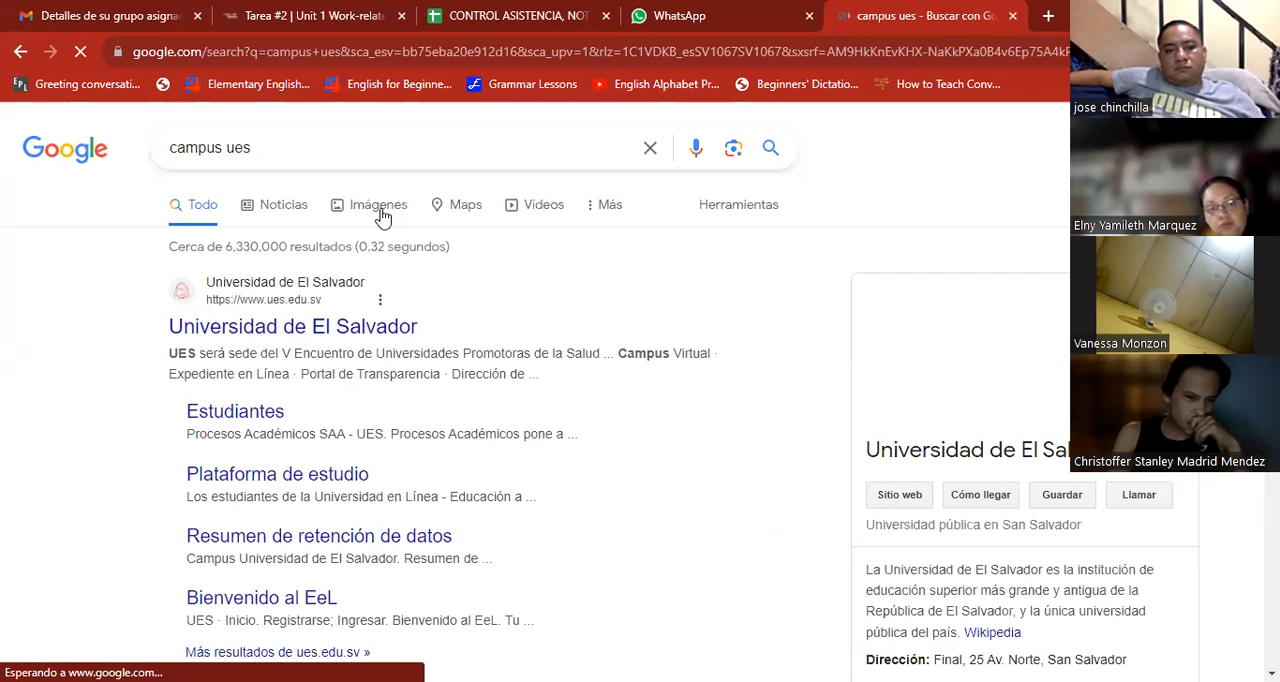 Detalles de su grupo asigna
Tarea #2 | Unit 1 Work-relate
CONTROL ASISTENCIA, NOT
WhatsApp
campus ues - Buscar con Go
google.com/search?q=campus+ues&sca_esv=bb75eba20e912d16&sca_upv=1&rlz=1C1VDKB_esSV1067SV1067&sxsrf=AM9HkKnEvKHX-NaKkPXa0B4v6Ep75A4kR
Greeting conversati...
Elementary English...
English for Beginne...
Grammar Lessons
English Alphabet Pr...
Beginners' Dictatio...
How to Teach Conv...
jose chinchilla
Google
campus ues
Todo
Noticias
Imágenes
Maps
Vídeos
Más
Herramientas
Elny Yamileth Marquez
Cerca de 6,330,000 resultados (0.32 segundos)
Universidad de El Salvador
https://www.ues.edu.sv
Universidad de El Salvador
UES será sede del V Encuentro de Universidades Promotoras de la Salud ... Campus Virtual ·
Expediente en Línea · Portal de Transparencia · Dirección de ...
Estudiantes
Procesos Académicos SAA - UES. Procesos Académicos pone a ...
Plataforma de estudio
Los estudiantes de la Universidad en Línea - Educación a ...
Resumen de retención de datos
Campus Universidad de El Salvador. Resumen de ...
Bienvenido al EeL
UES · Inicio. Registrarse; Ingresar. Bienvenido al EeL. Tu ...
Más resultados de ues.edu.sv »
Vanessa Monzon
Christoffer Stanley Madrid Mendez
Universidad de El Sal
Sitio web
Cómo llegar
Guardar
Llamar
Universidad pública en San Salvador
La Universidad de El Salvador es la institución de
educación superior más grande y antigua de la
República de El Salvador, y la única universidad
pública del país. Wikipedia
Dirección: Final, 25 Av. Norte, San Salvador
Esperando a www.google.com...